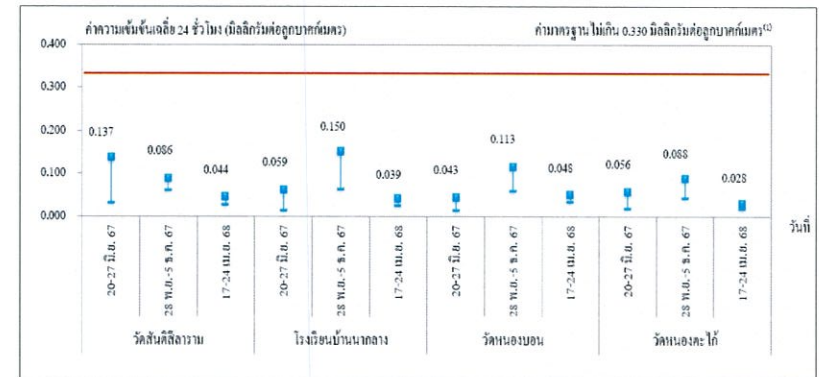 ค่าความเข้มข้นเฉลี่ย 24 ชั่วโมง (มิลลิกรัมต่อลูกบาศก์เมตร)
ค่ามาตรฐานไม่เกิน 0.330 มิลลิกรัมต่อลูกบาศก์เมตร(1)
0.400
0.300
0.200
0.100
0.000
0.137
0.086
0.044
0.059
0.150
0.039
0.043
0.113
0.048
0.056
0.088
0.028
วันที่
20-27 มิ.ย. 67
28 พ.ย.-5 ธ.ค. 67
17-24 เม.ย. 68
20-27 มิ.ย. 67
28 พ.ย.-5 ธ.ค. 67
17-24 เม.ย. 68
20-27 มิ.ย. 67
28 พ.ย.-5 ธ.ค. 67
17-24 เม.ย. 68
20-27 มิ.ย. 67
28 พ.ย.-5 ธ.ค. 67
17-24 เม.ย. 68
วัดสันติสีลาราม
โรงเรียนบ้านนากลาง
วัดหนองบอน
วัดหนองตะไก้